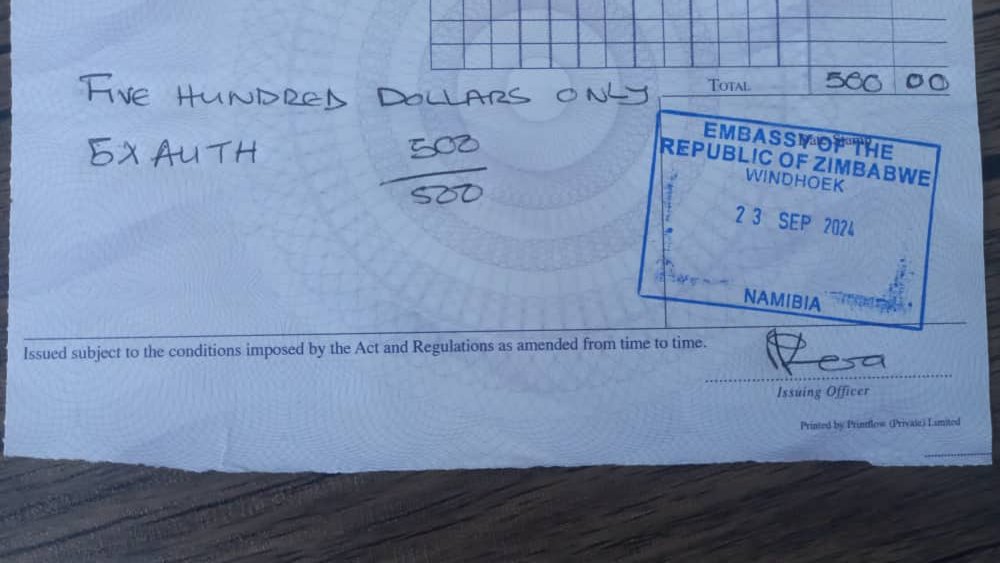 TOTAL 500 00
FIVE HUNDRED DOLLARS ONLY
EX AUTH 500
500
EMBASSY OF THE
REPUBLIC OF ZIMBABWE
WINDHOEK
23 SEP 2024
NAMIBIA
Issued subject to the conditions imposed by the Act and Regulations as amended from time to time.
Issuing Officer
Printed by Printflow (Private) Limited